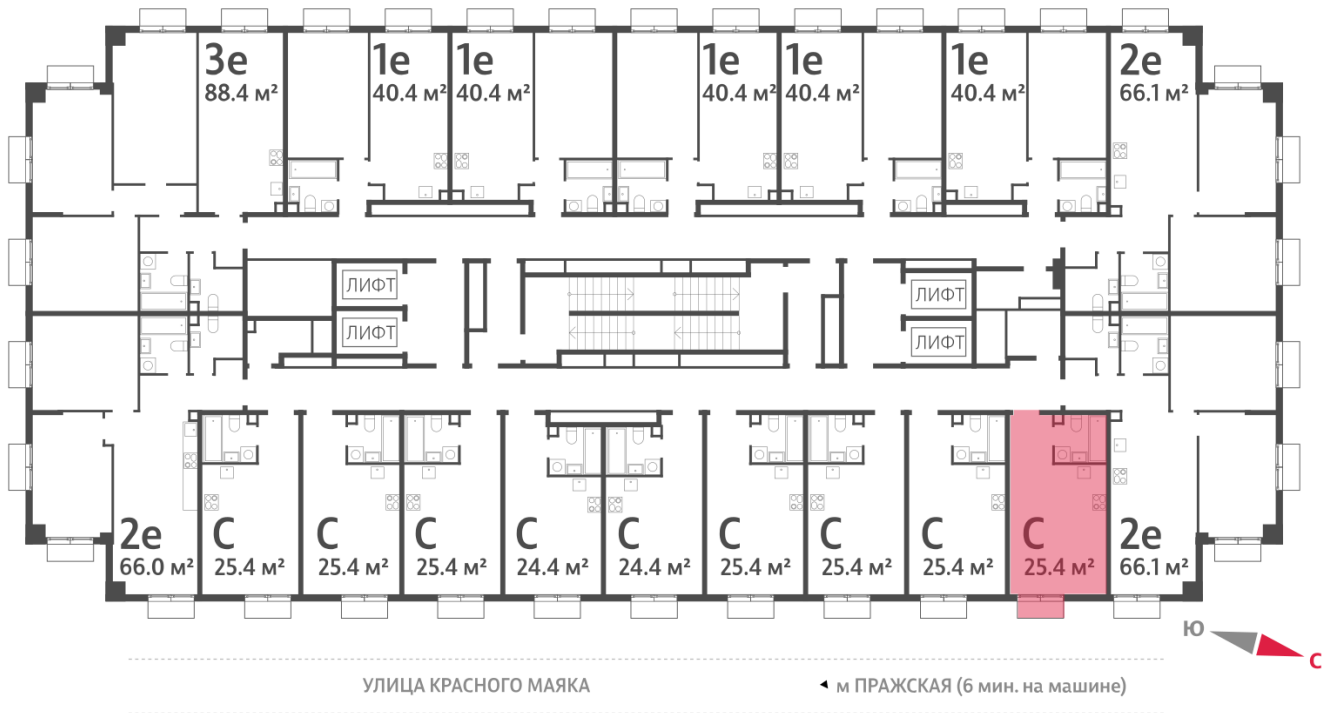 3е
88.4 м²
1е
40.4 м²
1е
40.4 м²
1е
40.4 м²
1е
40.4 м²
1е
40.4 м²
2е
66.1 м²
ЛИФТ
ЛИФТ
ЛИФТ
ЛИФТ
2е
66.0 м²
С
25.4 м²
С
25.4 м²
С
25.4 м²
С
24.4 м²
С
24.4 м²
С
25.4 м²
С
25.4 м²
С
25.4 м²
С
25.4 м²
2е
66.1 м²
Ю
С
УЛИЦА КРАСНОГО МАЯКА
м ПРАЖСКАЯ (6 мин. на машине)